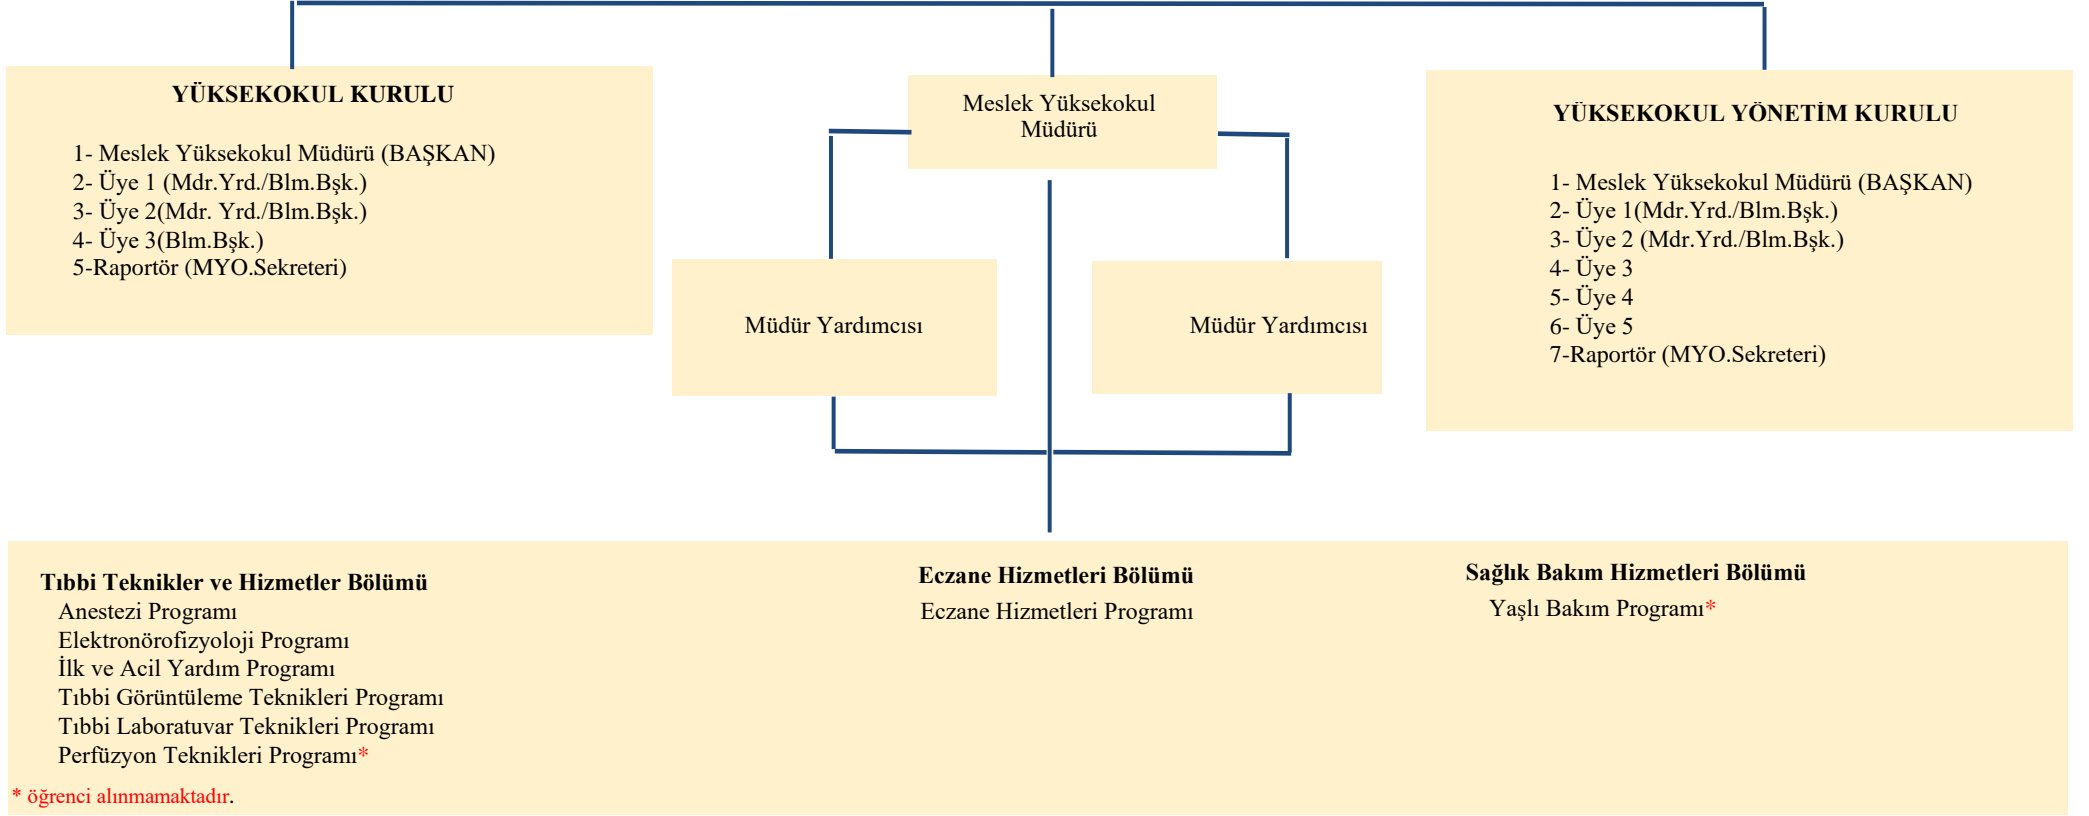 YÜKSEKOKUL KURULU
1- Meslek Yüksekokul Müdürü (BAŞKAN)
2- Üye 1 (Mdr.Yrd./Blm.Bşk.)
3- Üye 2(Mdr. Yrd./Blm.Bşk.)
4- Üye 3(Blm.Bşk.)
5-Raportör (MYO.Sekreteri)
Meslek Yüksekokul
Müdürü
YÜKSEKOKUL YÖNETİM KURULU
1- Meslek Yüksekokul Müdürü (BAŞKAN)
2- Üye 1(Mdr.Yrd./Blm.Bşk.)
3- Üye 2 (Mdr.Yrd./Blm.Bşk.)
4- Üye 3
5- Üye 4
6- Üye 5
7-Raportör (MYO.Sekreteri)
Müdür Yardımcısı
Müdür Yardımcısı
Tıbbi Teknikler ve Hizmetler Bölümü
Anestezi Programı
Elektronörofizyoloji Programı
İlk ve Acil Yardım Programı
Tıbbi Görüntüleme Teknikleri Programı
Tıbbi Laboratuvar Teknikleri Programı
Perfüzyon Teknikleri Programı*
* öğrenci alınmamaktadır.
Eczane Hizmetleri Bölümü
Eczane Hizmetleri Programı
Sağlık Bakım Hizmetleri Bölümü
Yaşlı Bakım Programı*